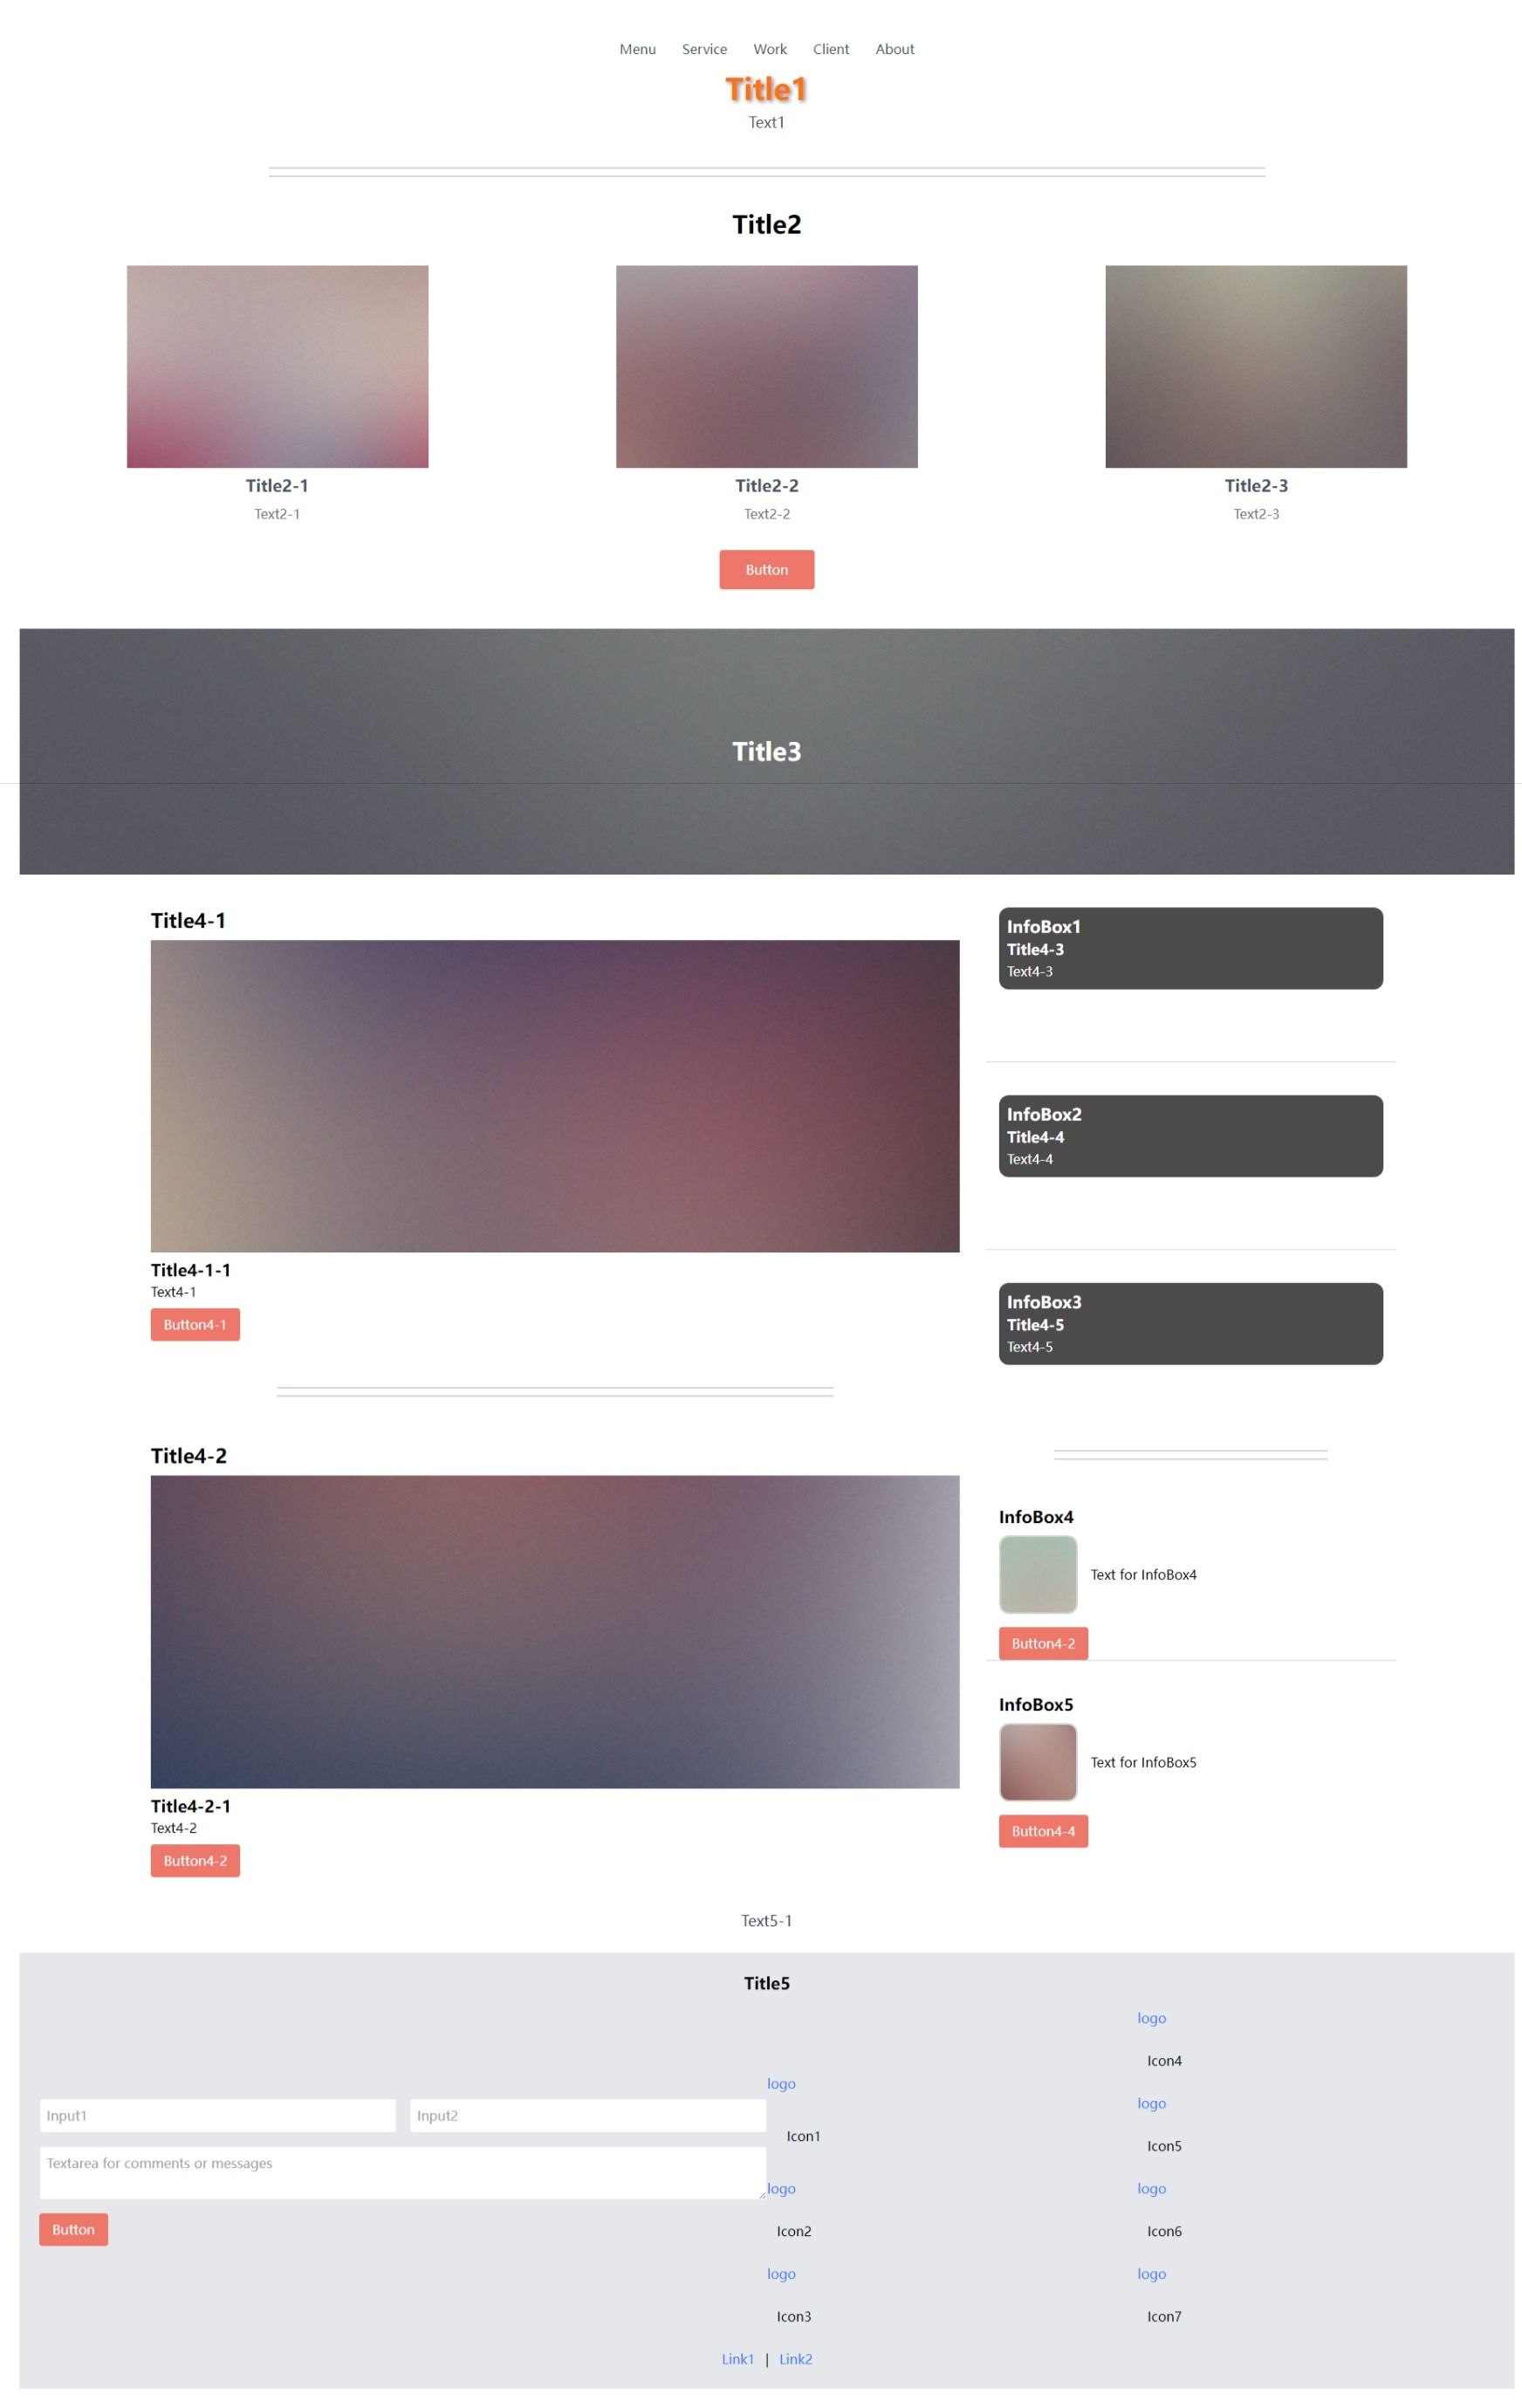 Menu Service Work Client About
Title1
Text1
Title2
Title2-1
Text2-1
Title2-2
Text2-2
Title2-3
Text2-3
Button
Title3
Title4-1
Title4-1-1
Text4-1
Button4-1
Title4-2
Title4-2-1
Text4-2
Button4-2
InfoBox1
Title4-3
Text4-3
InfoBox2
Title4-4
Text4-4
InfoBox3
Title4-5
Text4-5
InfoBox4
Text for InfoBox4
Button4-2
InfoBox5
Text for InfoBox5
Button4-4
Text5-1
Title5
Input1
Input2
Textarea for comments or messages
Button
logo
Icon1
logo
Icon2
logo
Icon3
logo
Icon4
logo
Icon5
logo
Icon6
logo
Icon7
Link1 | Link2